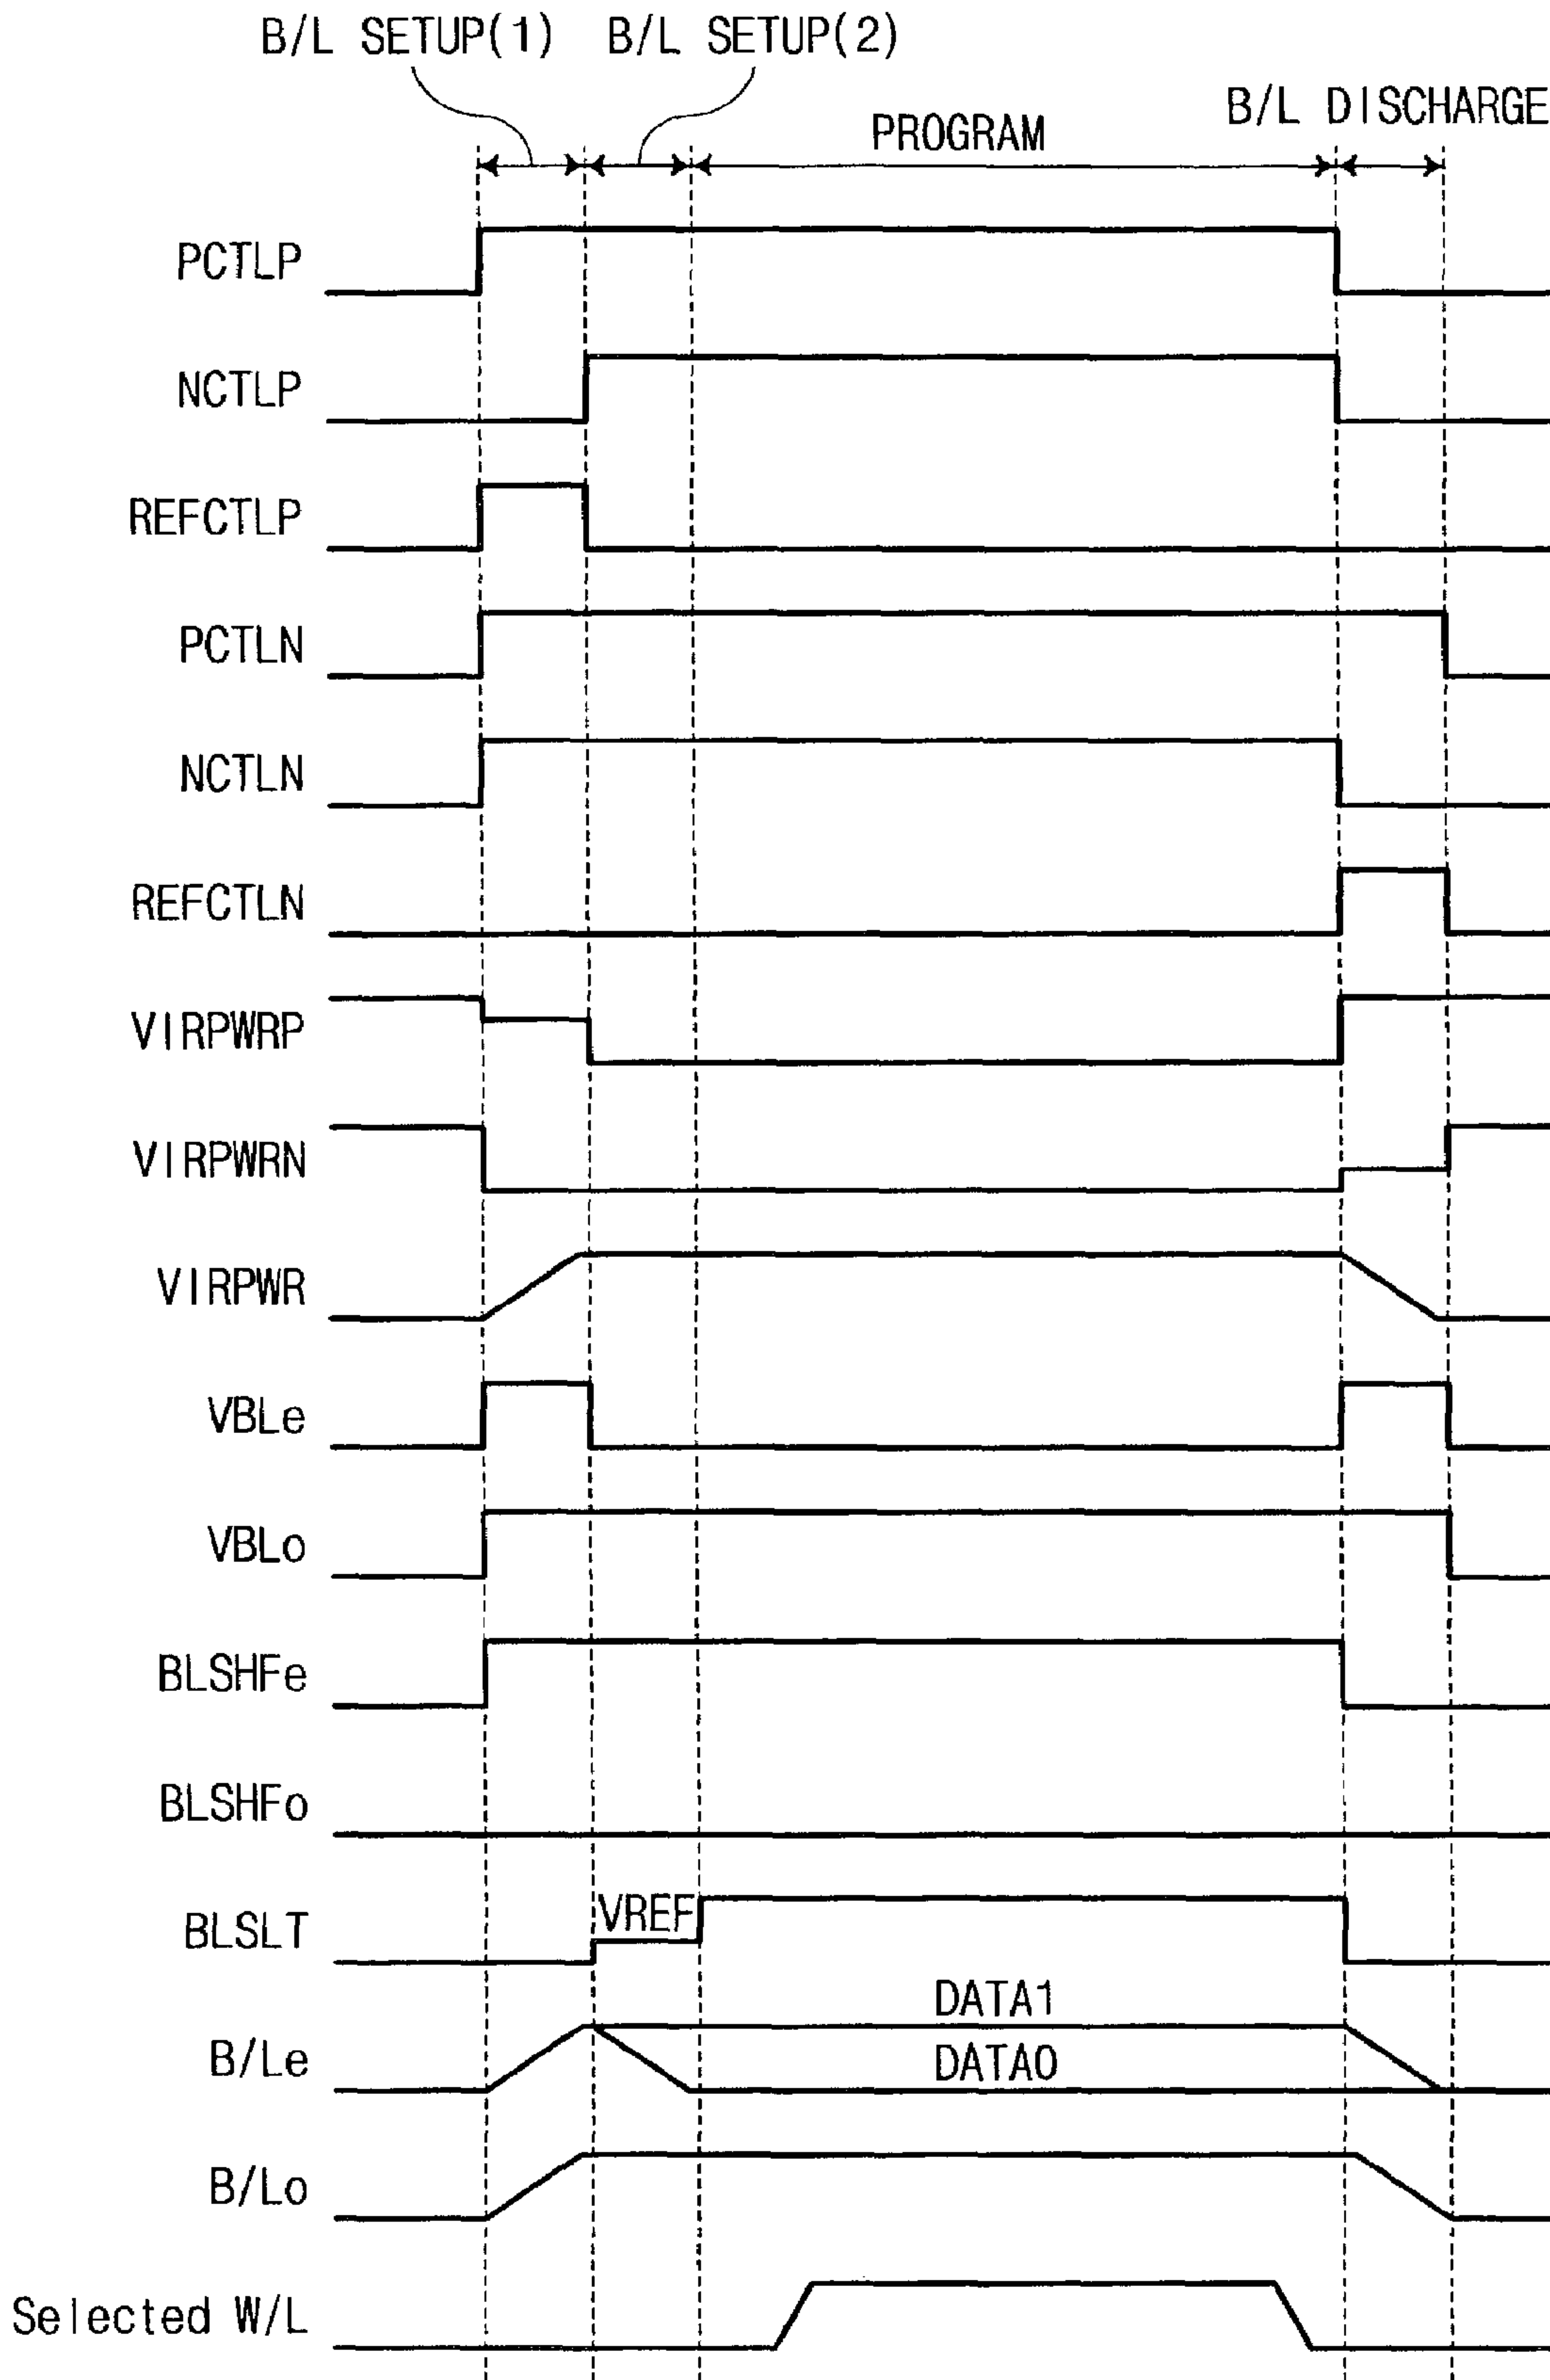 B/L SETUP(1) B/L SETUP(2)
B/L DISCHARGE
PROGRAM
PCTLP
NCTLP
REFCTLP
PCTLN
NCTLN
REFCTLN
VIRPWRP
VIRPWRN
VIRPWR
VBLe
VBLo
BLSHFe
BLSHFo
VREF
BLSLT
DATA1
B/Le
DATA0
B/Lo
Selected W/L